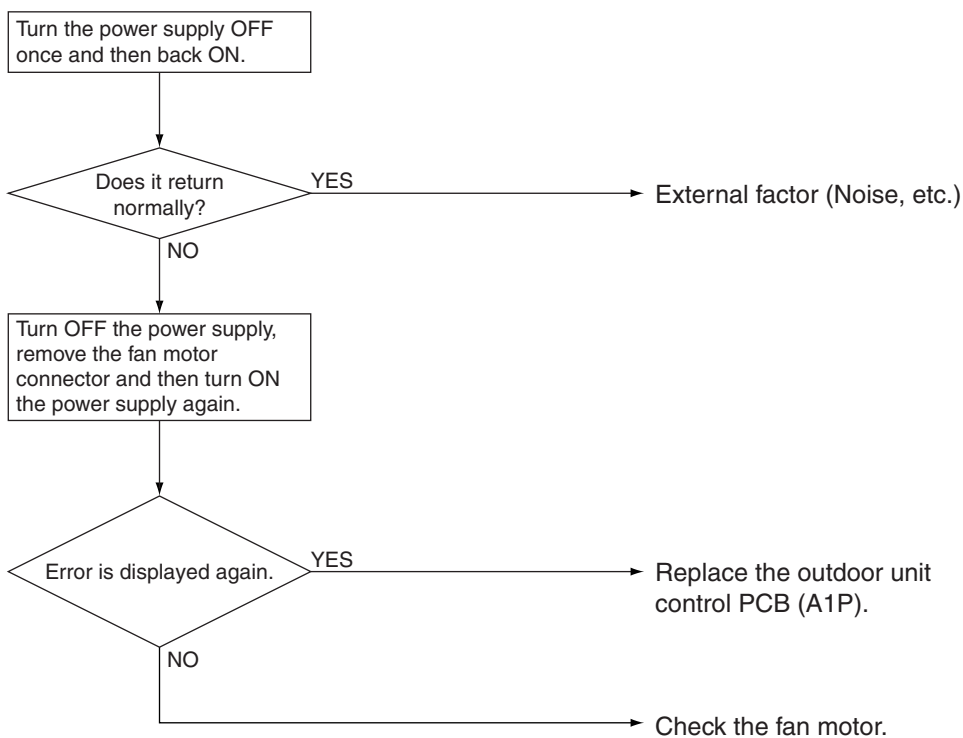 Turn the power supply OFF
once and then back ON.
Does it return
normally?
YES
External factor (Noise, etc.)
NO
Turn OFF the power supply,
remove the fan motor
connector and then turn ON
the power supply again.
Error is displayed again.
YES
Replace the outdoor unit
control PCB (A1P).
NO
Check the fan motor.